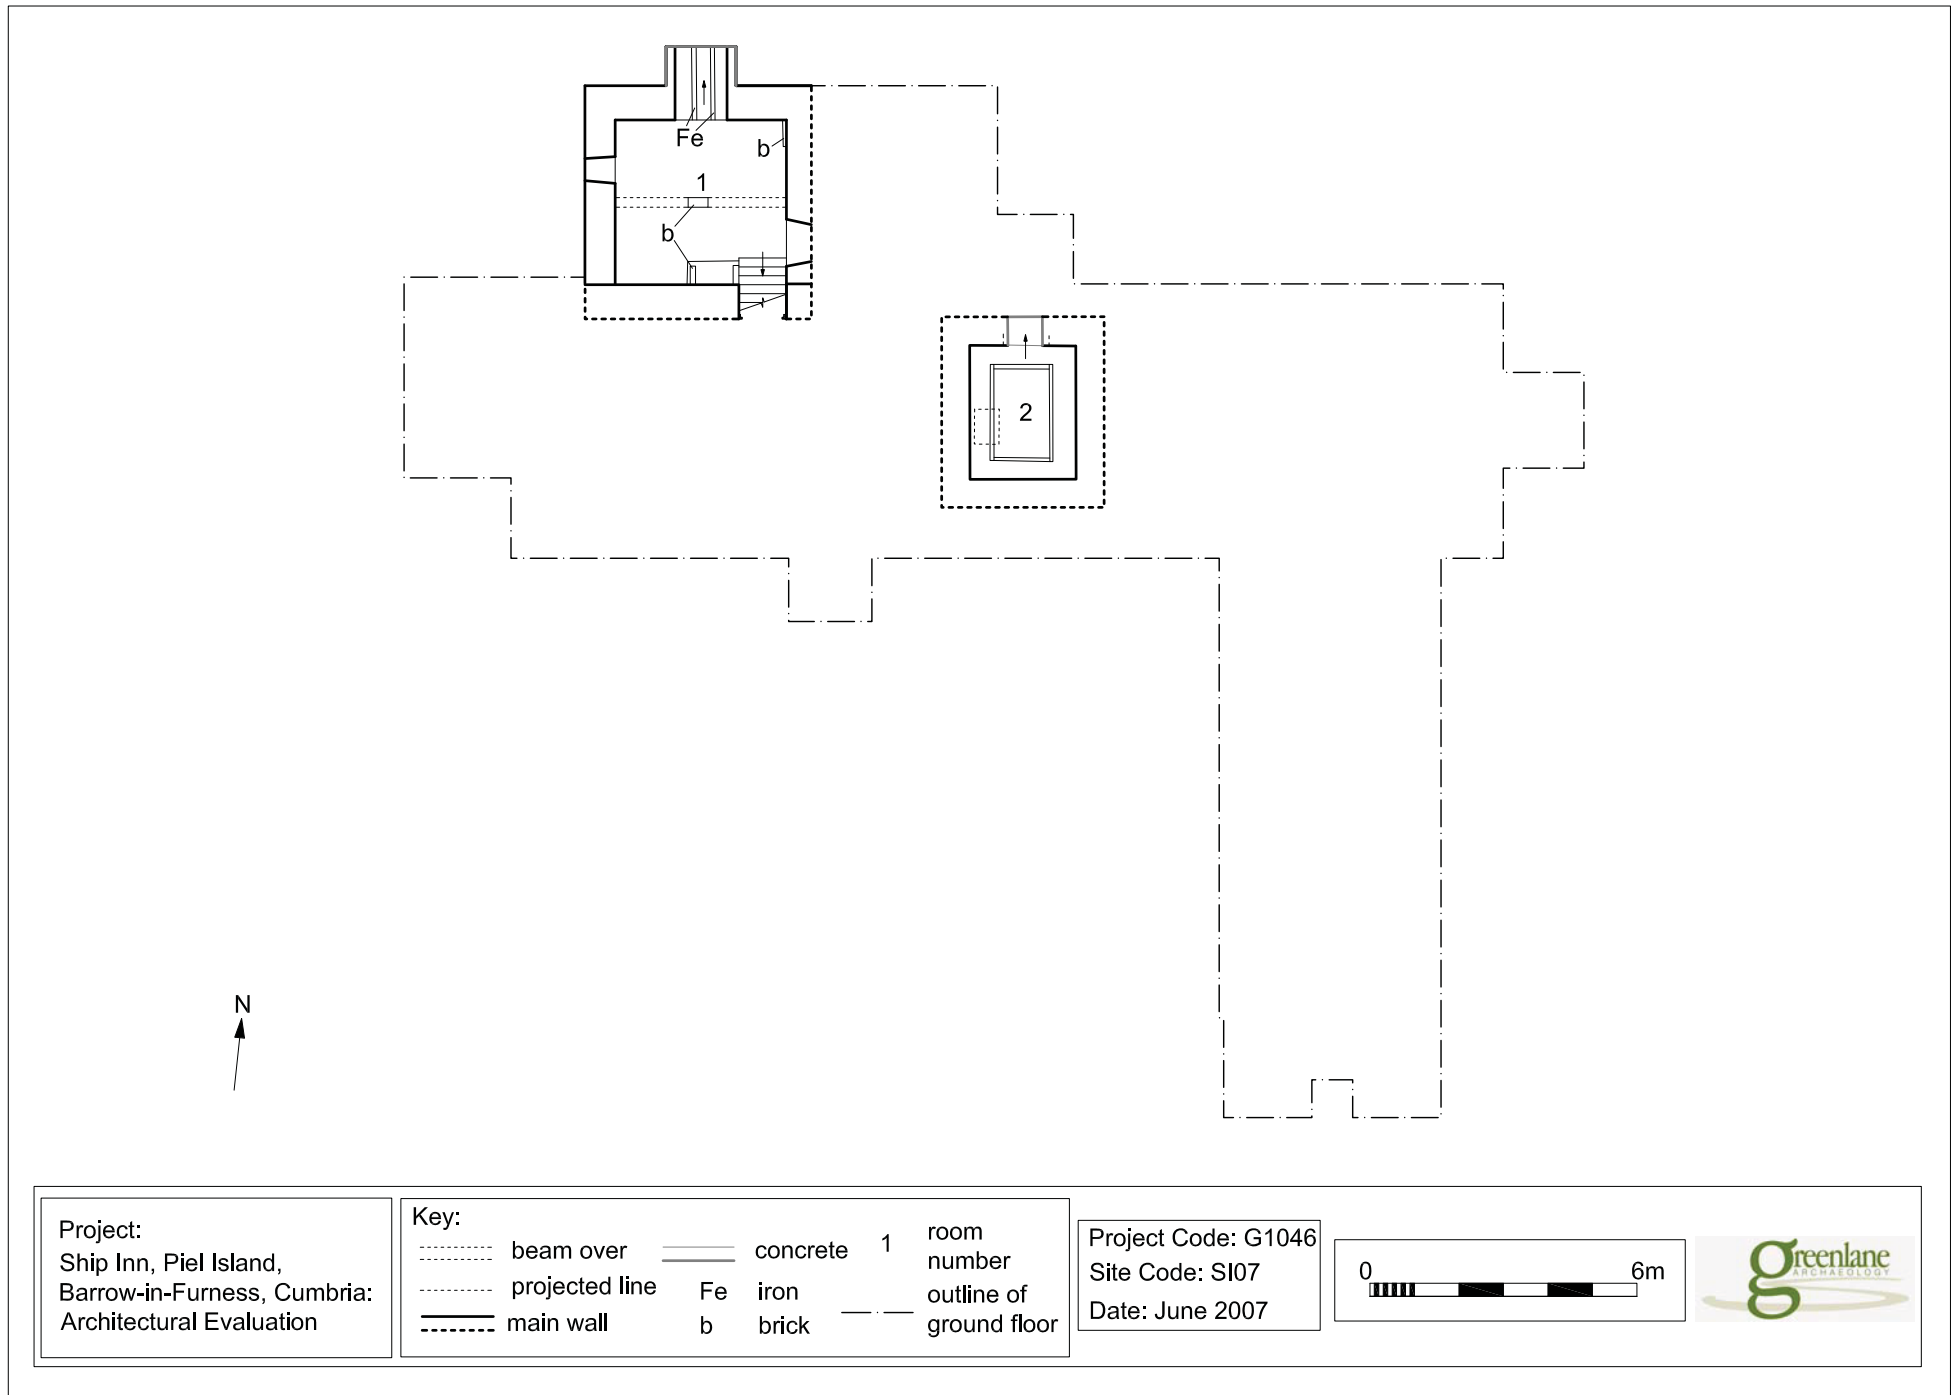 Fe
b
1
b
2
N
Project:
Ship Inn, Piel Island,
Barrow-in-Furness, Cumbria:
Architectural Evaluation
Key:
beam over
projected line
main wall
concrete
Fe iron
b brick
1 room
number
outline of
ground floor
Project Code: G1046
Site Code: SI07
Date: June 2007
0 6m
greenlane
ARCHAEOLOGY